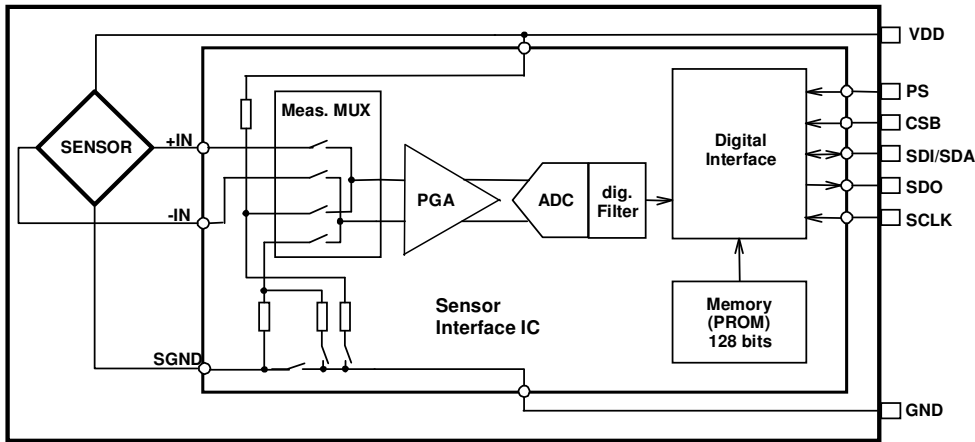 VDD
PS
Meas. MUX
+IN
SENSOR
Digital
Interface
CSB
SDI/SDA
PGA
ADC
dig.
Filter
SDO
-IN
SCLK
Sensor
Interface IC
Memory
(PROM)
128 bits
SGND
GND